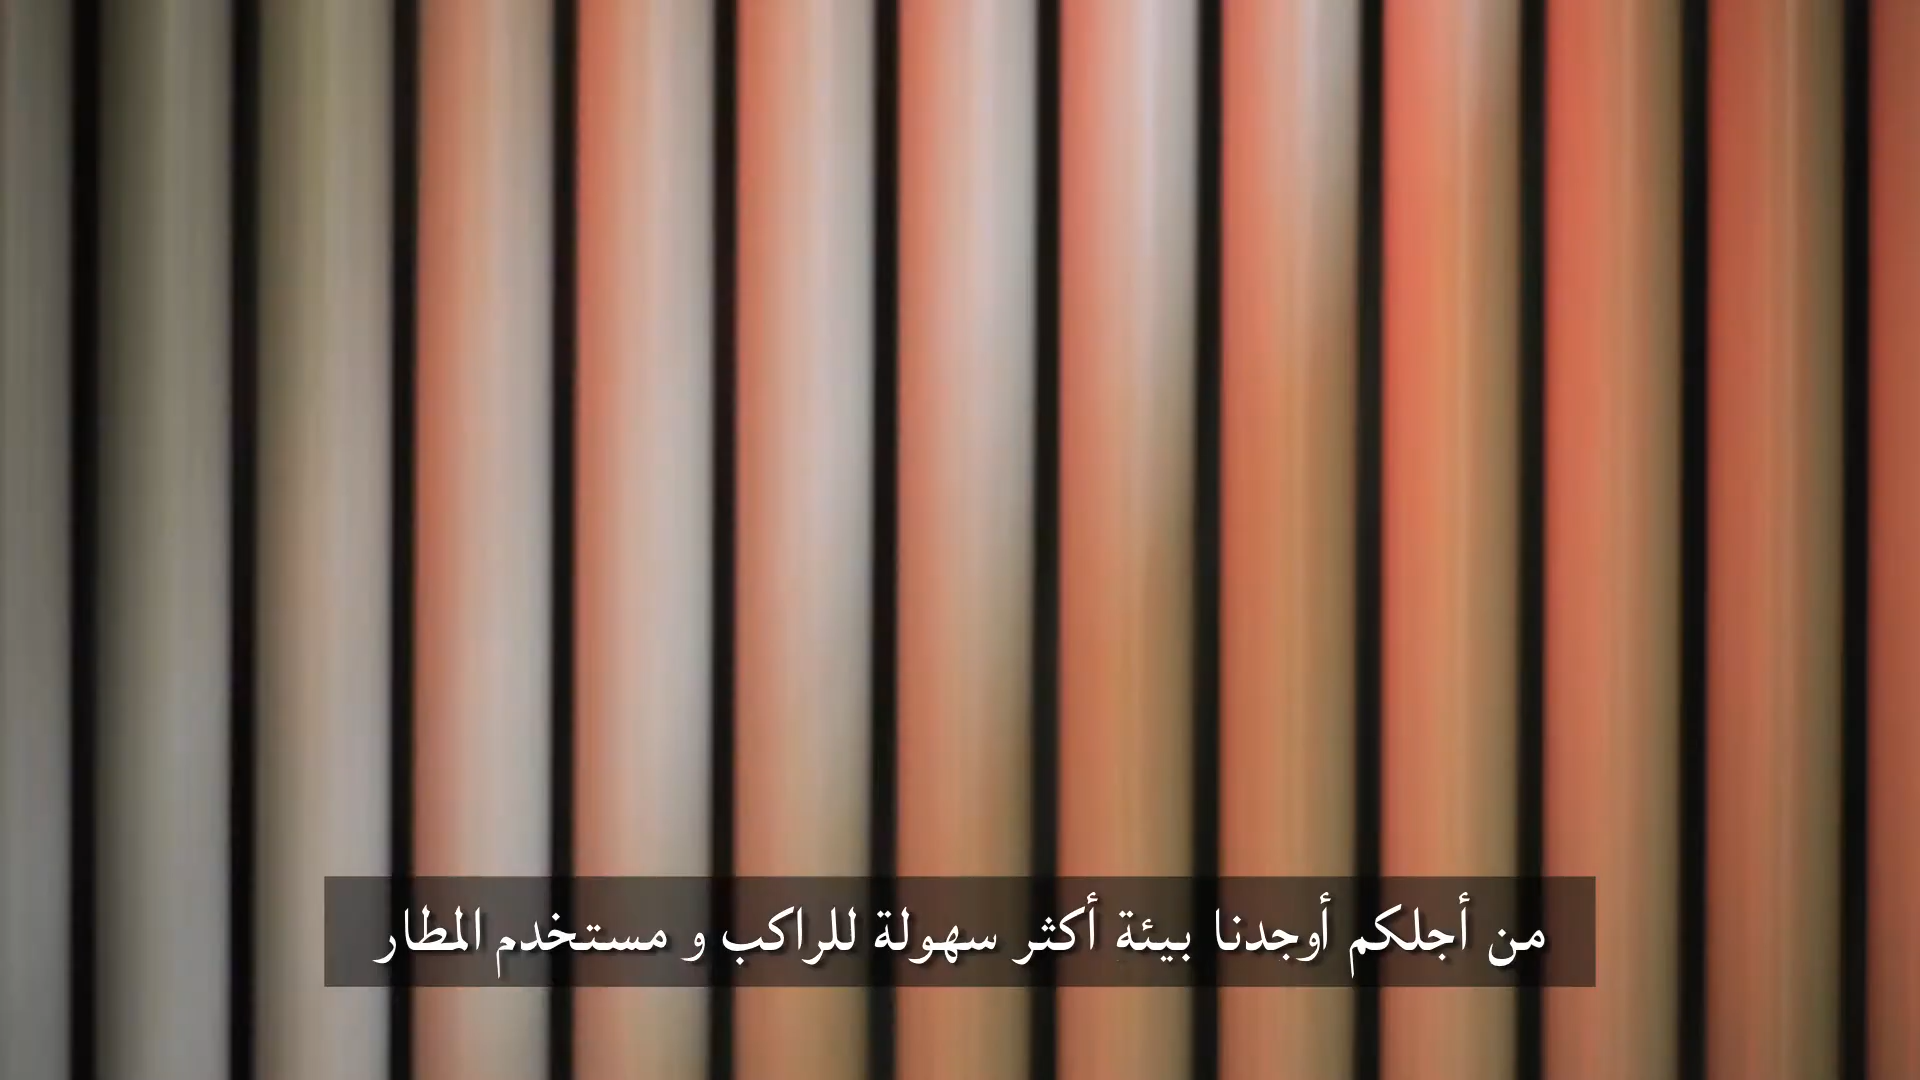 من أجلكم أوجدنا بيئة أكثر سهولة للراكب و مستخدم المطار